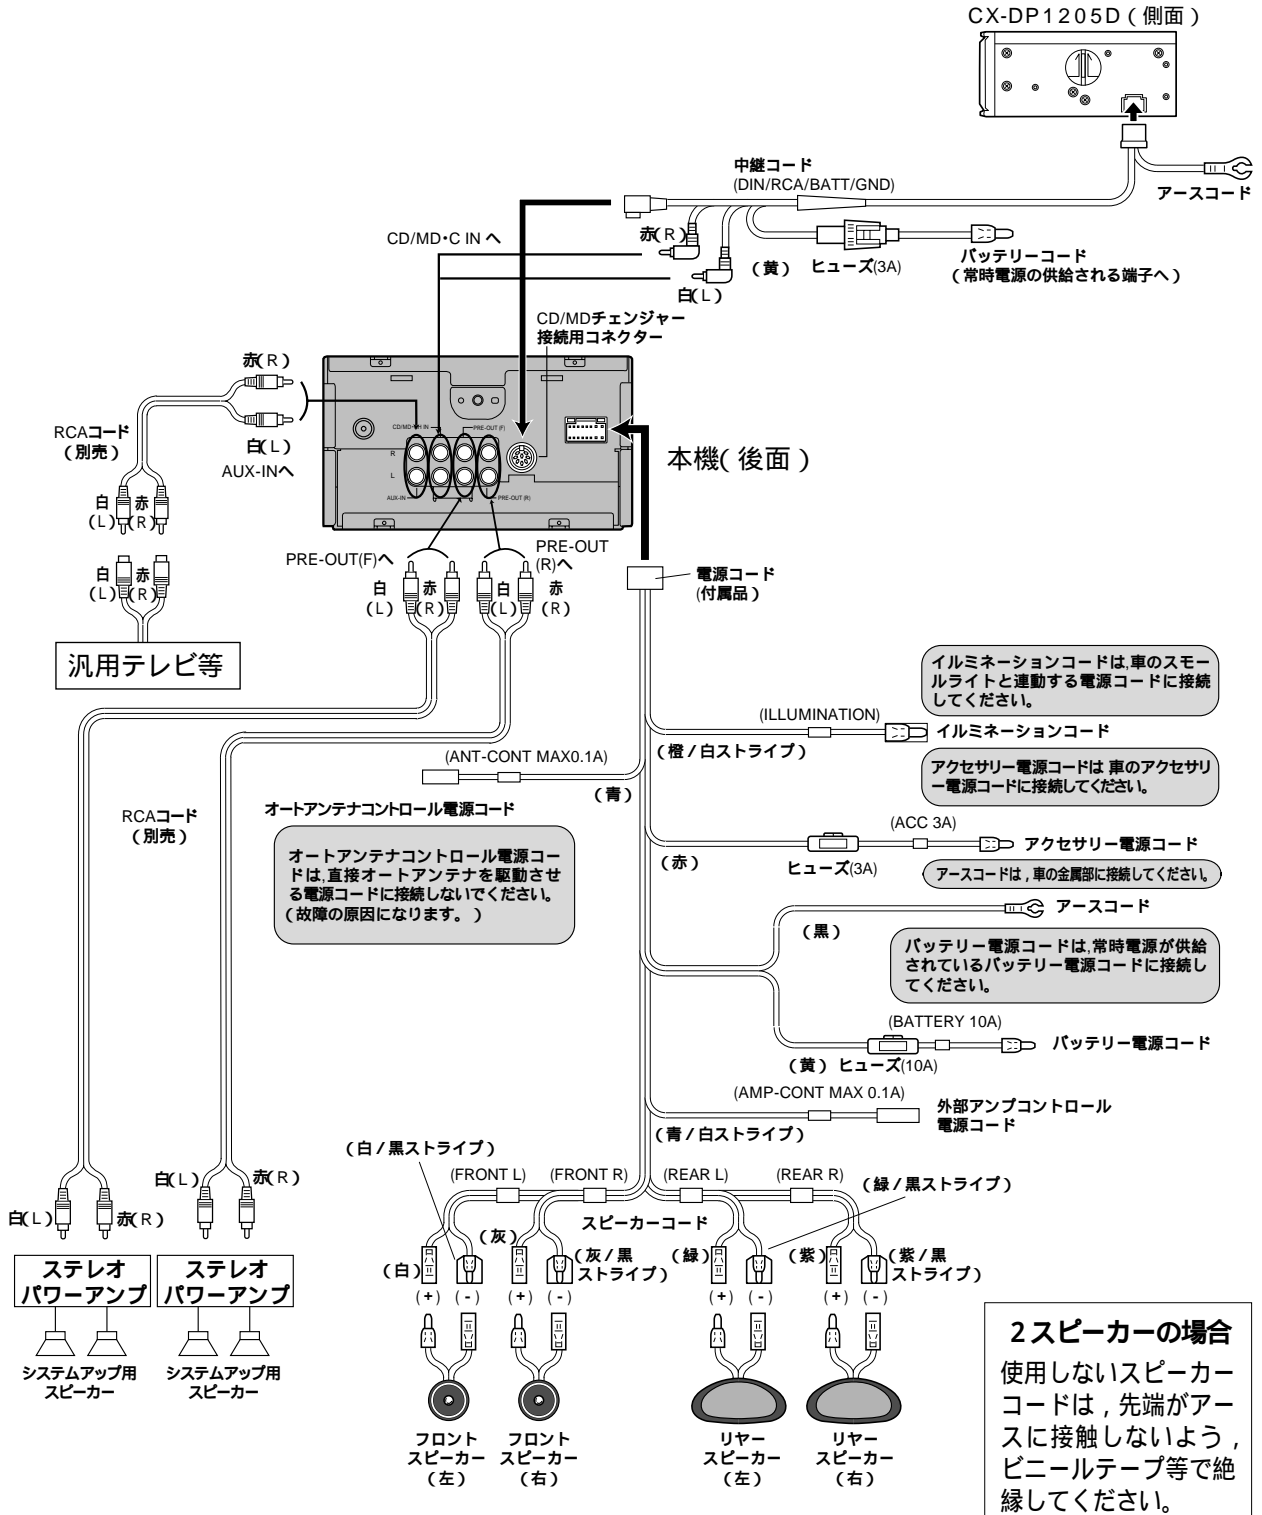 CX-DP1205D（側面）
中継コード
(DIN/RCA/BATT/GND)
アースコード
赤(R)
CD/MD・C IN へ
（黄）
ヒューズ(3A)
バッテリーコード
（常時電源の供給される端子へ）
白(L)
CD/MDチェンジャー
接続用コネクター
赤(R)
RCAコード
（別売）
白(L)
AUX-INへ
CD/MD・CH IN
PRE-OUT (F)
R
L
AUX-IN
PRE-OUT (R)
本機（後面）
白
(L)
赤
(R)
PRE-OUT(F)へ
PRE-OUT
(R)へ
白
(L)
赤
(R)
白
(L)
赤
(R)
白
(L)
赤
(R)
電源コード
(付属品)
汎用テレビ等
イルミネーションコードは,車のスモー
ルライトと連動する電源コードに接続
してください。
(ILLUMINATION)
イルミネーションコード
（橙/白ストライプ）
(ANT-CONT MAX0.1A)
（青）
アクセサリー電源コードは 車のアクセサリ
ー電源コードに接続してください。
オートアンテナコントロール電源コード
RCAコード
（別売）
オートアンテナコントロール電源コー
ドは,直接オートアンテナを駆動させ
る電源コードに接続しないでください。
（故障の原因になります。）
(ACC 3A)
アクセサリー電源コード
（赤）
ヒューズ(3A)
アースコードは，車の金属部に接続してください。
アースコード
（黒）
バッテリー電源コードは,常時電源が供給
されているバッテリー電源コードに接続し
てください。
(BATTERY 10A)
バッテリー電源コード
（黄）
ヒューズ(10A)
(AMP-CONT MAX 0.1A)
外部アンプコントロール
電源コード
（青/白ストライプ）
（白/黒ストライプ）
(FRONT L)
(FRONT R)
(REAR L)
(REAR R)
（緑/黒ストライプ）
白(L)
赤(R)
白(L)
赤(R)
スピーカーコード
（白）
（灰）
（灰/黒
ストライプ）
（緑）
（紫）
（紫/黒
ストライプ）
(+)
(-)
(+)
(-)
(+)
(-)
(+)
(-)
ステレオ
パワーアンプ
ステレオ
パワーアンプ
システムアップ用
スピーカー
システムアップ用
スピーカー
フロント
スピーカー
（左）
フロント
スピーカー
（右）
リヤー
スピーカー
（左）
リヤー
スピーカー
（右）
2スピーカーの場合
使用しないスピーカー
コードは，先端がアー
スに接触しないよう，
ビニールテープ等で絶
縁してください。